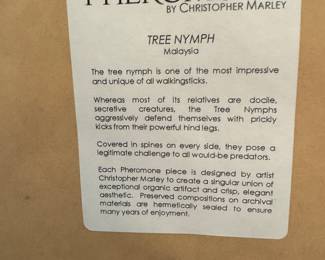 BY CHRISTOPHER MARLEY
TREE NYMPH
Malaysia
The tree nymph is one of the most impressive
and unique of all walkingsticks.
Whereas most of its relatives are docile,
secretive creatures, the Tree Nymphs
aggressively defend themselves with prickly
kicks from their powerful hind legs.
Covered in spines on every side, they pose a
legitimate challenge to all would-be predators.
Each Pheromone piece is designed by artist
Christopher Marley to create a singular union of
exceptional organic artifact and crisp, elegant
aesthetic. Preserved compositions on archival
materials are hermetically sealed to ensure
many years of enjoyment.